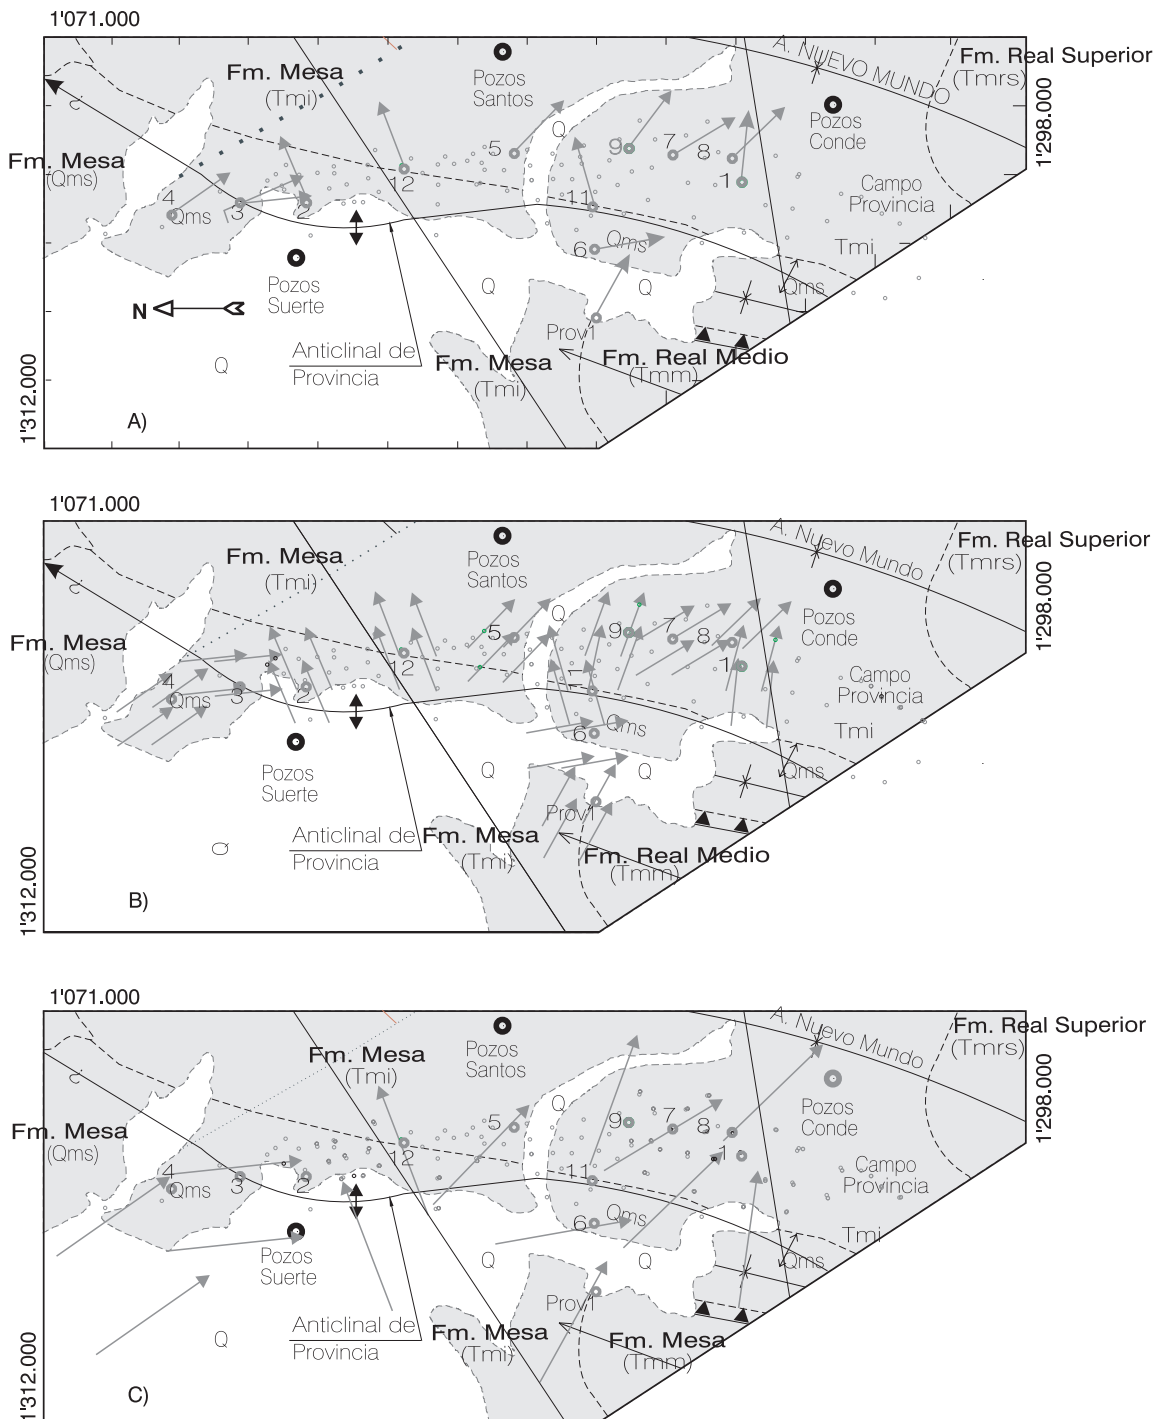 1'071.000
A. NUEVO MUNDO
Fm. Real Superior
(Tmrs)
Fm. Mesa
(Tmi)
Pozos
Santos
Pozos
Conde
1'298.000
Q
Fm. Mesa
(Qms)
4
Qms
3
2
12
5
9
7
8
1
11
6
Qms
Campo
Provincia
Tmi
Qms
Pozos
Suerte
N
Q
Q
Q
Prov1
Anticlinal de
Provincia
Fm. Mesa
(Tmi)
Fm. Real Medio
(Tmm)
1'312.000
A)
1'071.000
A. Nuevo Mundo
Fm. Real Superior
(Tmrs)
Fm. Mesa
(Tmi)
Pozos
Santos
Pozos
Conde
1'298.000
Q
Fm. Mesa
(Qms)
4
Qms
3
2
12
5
9
7
8
1
11
6
Qms
Campo
Provincia
Tmi
Qms
Pozos
Suerte
Q
Q
Q
Prov1
Anticlinal de
Provincia
Fm. Mesa
(Tmi)
Fm. Real Medio
(Tmm)
1'312.000
B)
1'071.000
A. Nuevo Mundo
Fm. Real Superior
(Tmrs)
Fm. Mesa
(Tmi)
Pozos
Santos
Pozos
Conde
1'298.000
Q
Fm. Mesa
(Qms)
4
Qms
3
2
12
5
9
7
8
1
11
6
Qms
Campo
Provincia
Tmi
Qms
Pozos
Suerte
Q
Q
Q
Prov1
Anticlinal de
Provincia
Fm. Mesa
(Tmi)
Fm. Mesa
(Tmm)
1'312.000
C)